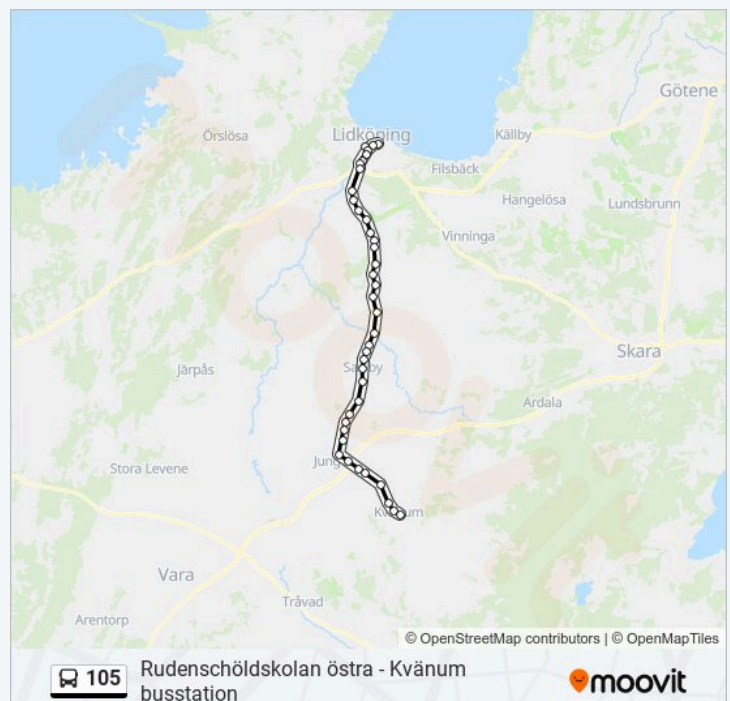 Götene
Lidköping
Örslösa
Källby
Filsbäck
Hangelösa
Lundsbrunn
Vinninga
Skara
Järpås
Ardala
Stora Levene
Vara
Tråvad
Arentorp
© OpenStreetMap contributors | © OpenMapTiles
105
Rudenschöldskolan östra - Kvänum
busstation
moovit